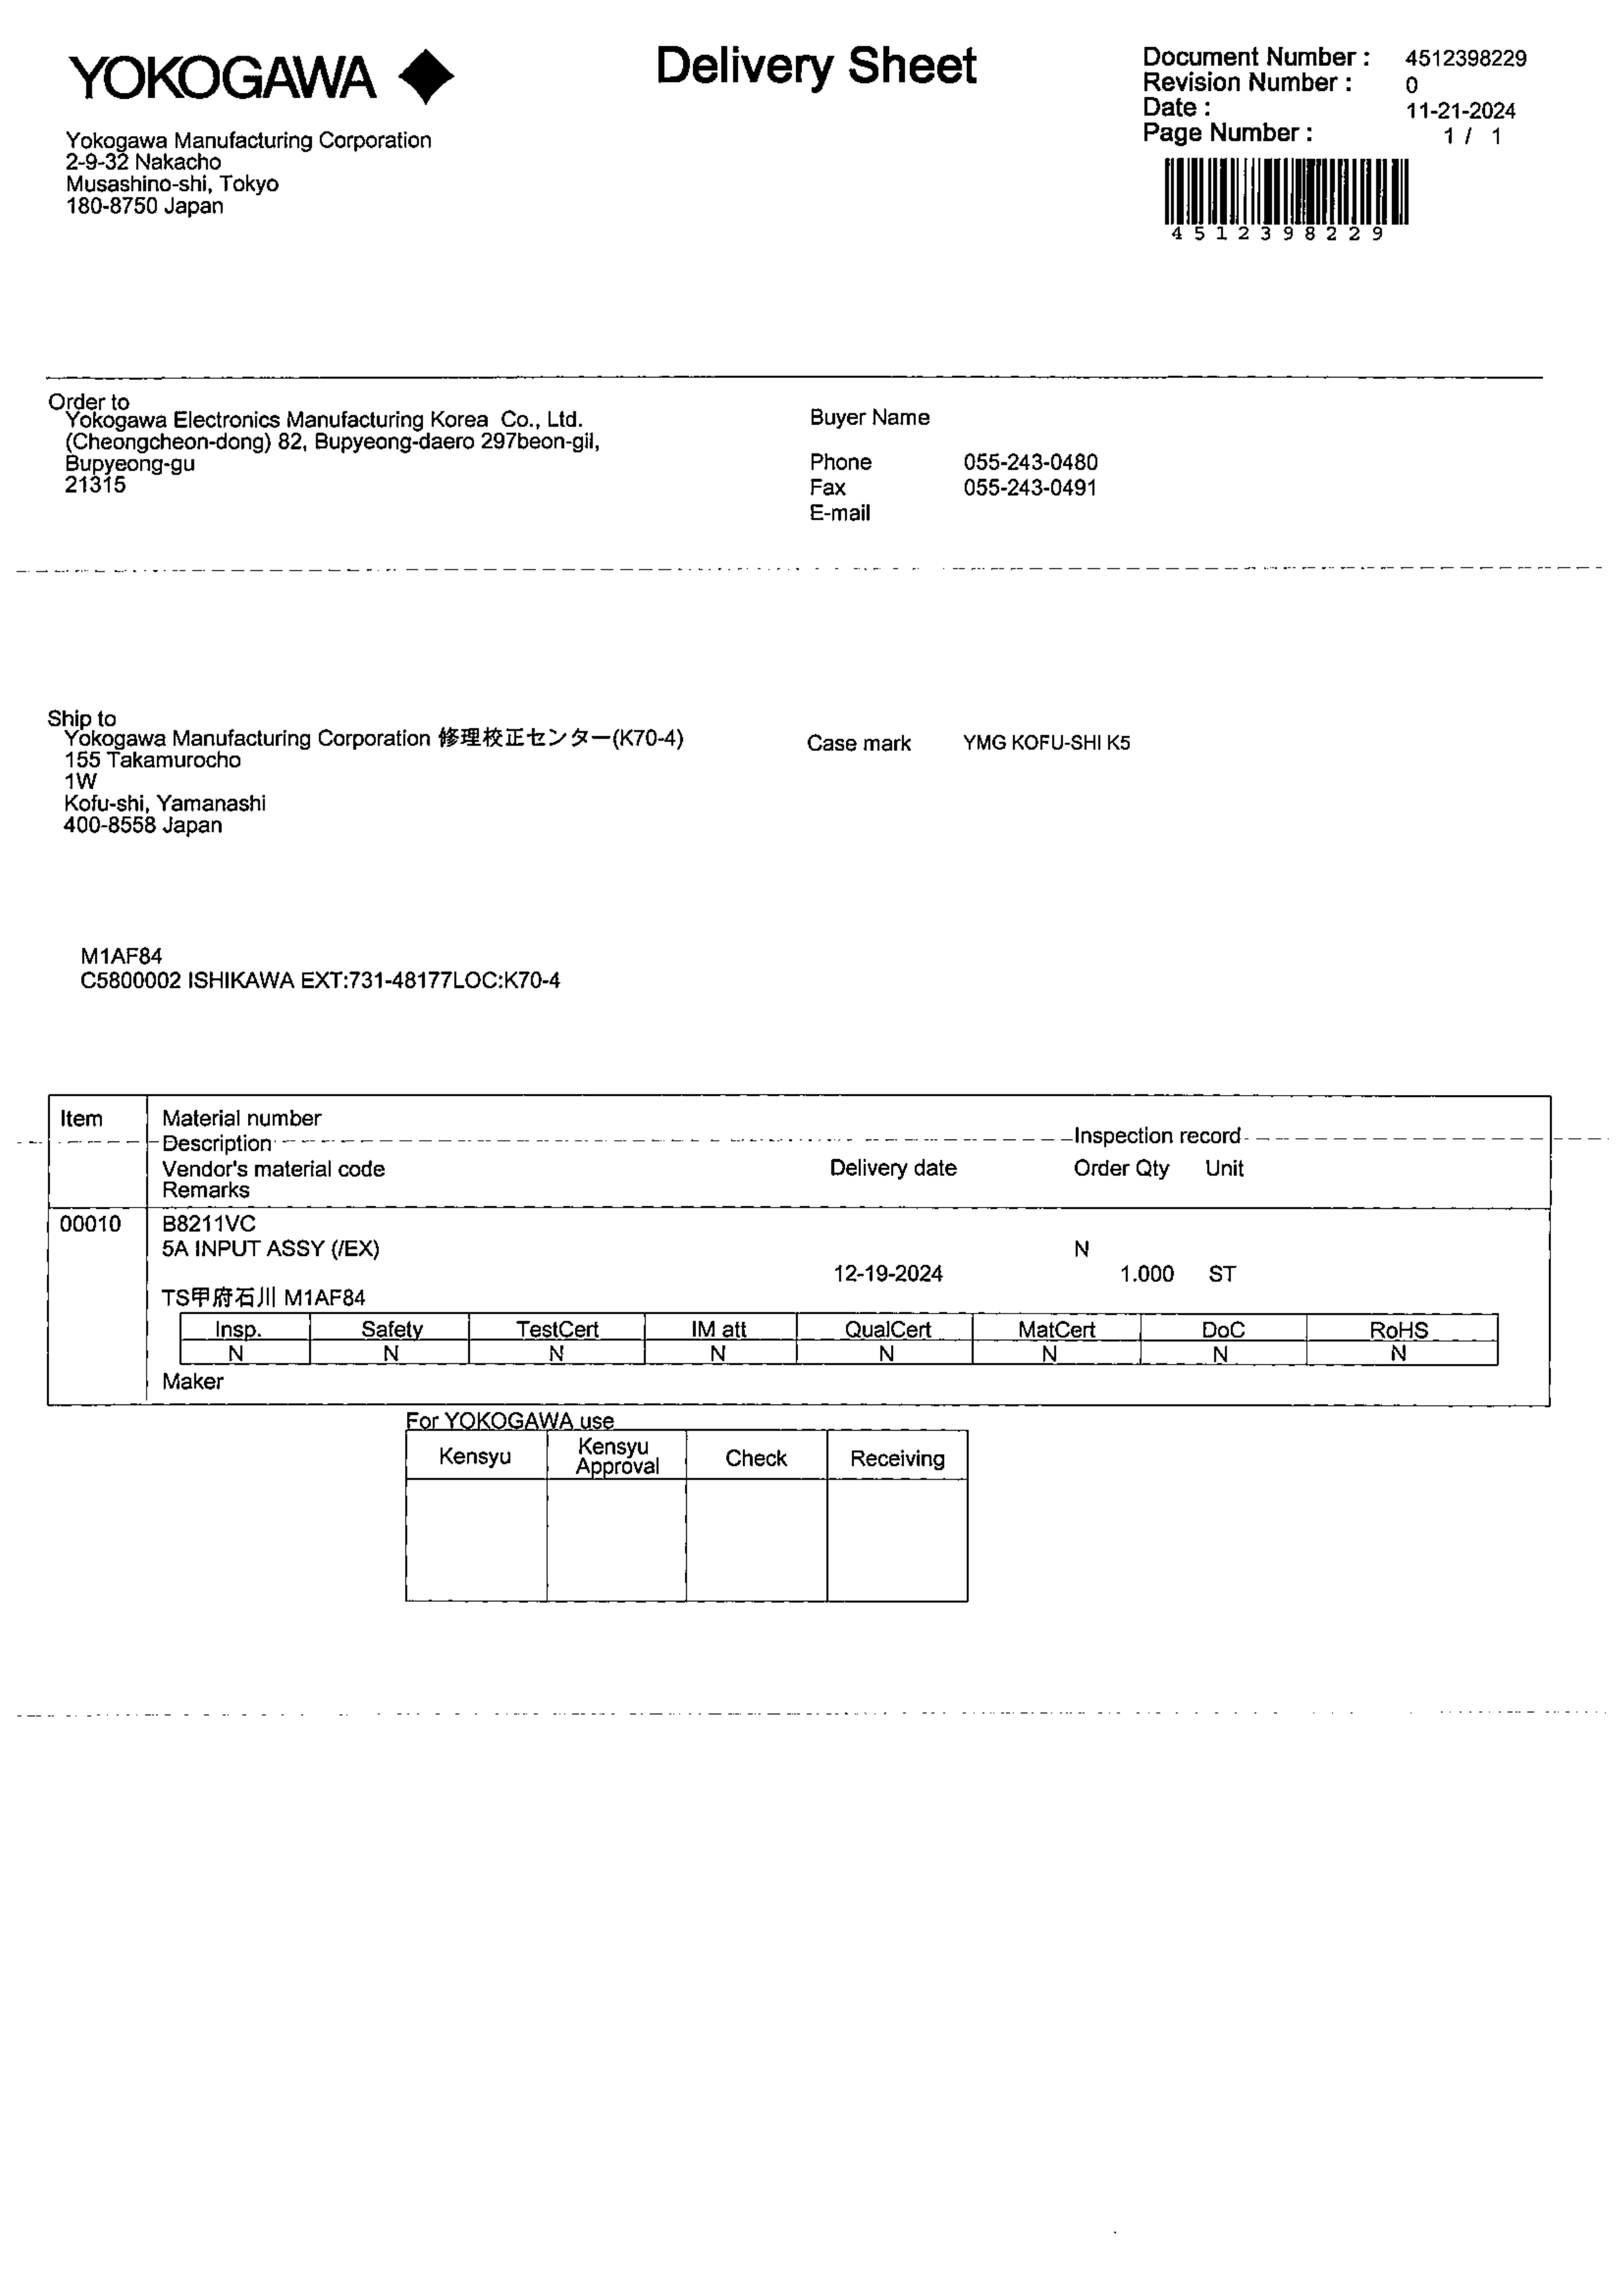 YOKOGAWA
Delivery Sheet
Document Number : 4512398229
Revision Number : 0
Date : 11-21-2024
Page Number : 1 / 1
4512398229
Yokogawa Manufacturing Corporation
2-9-32 Nakacho
Musashino-shi, Tokyo
180-8750 Japan
Order to
Yokogawa Electronics Manufacturing Korea Co., Ltd.
(Cheongcheon-dong) 82, Bupyeong-daero 297beon-gil,
Bupyeong-gu
21315
Buyer Name
Phone 055-243-0480
Fax 055-243-0491
E-mail
Ship to
Yokogawa Manufacturing Corporation 修理校正センター(K70-4)
155 Takamurocho
1W
Kofu-shi, Yamanashi
400-8558 Japan
Case mark YMG KOFU-SHI K5
M1AF84
C5800002 ISHIKAWA EXT:731-48177LOC:K70-4
Item Material number
Description Inspection record
Vendor's material code Delivery date Order Qty Unit
Remarks
00010 B8211VC
5A INPUT ASSY (/EX) N
12-19-2024 1.000 ST
TS甲府石川 M1AF84
Insp. Safety TestCert IM att QualCert MatCert DoC RoHS
N N N N N N N N
Maker
For YOKOGAWA use
Kensyu Kensyu Approval Check Receiving